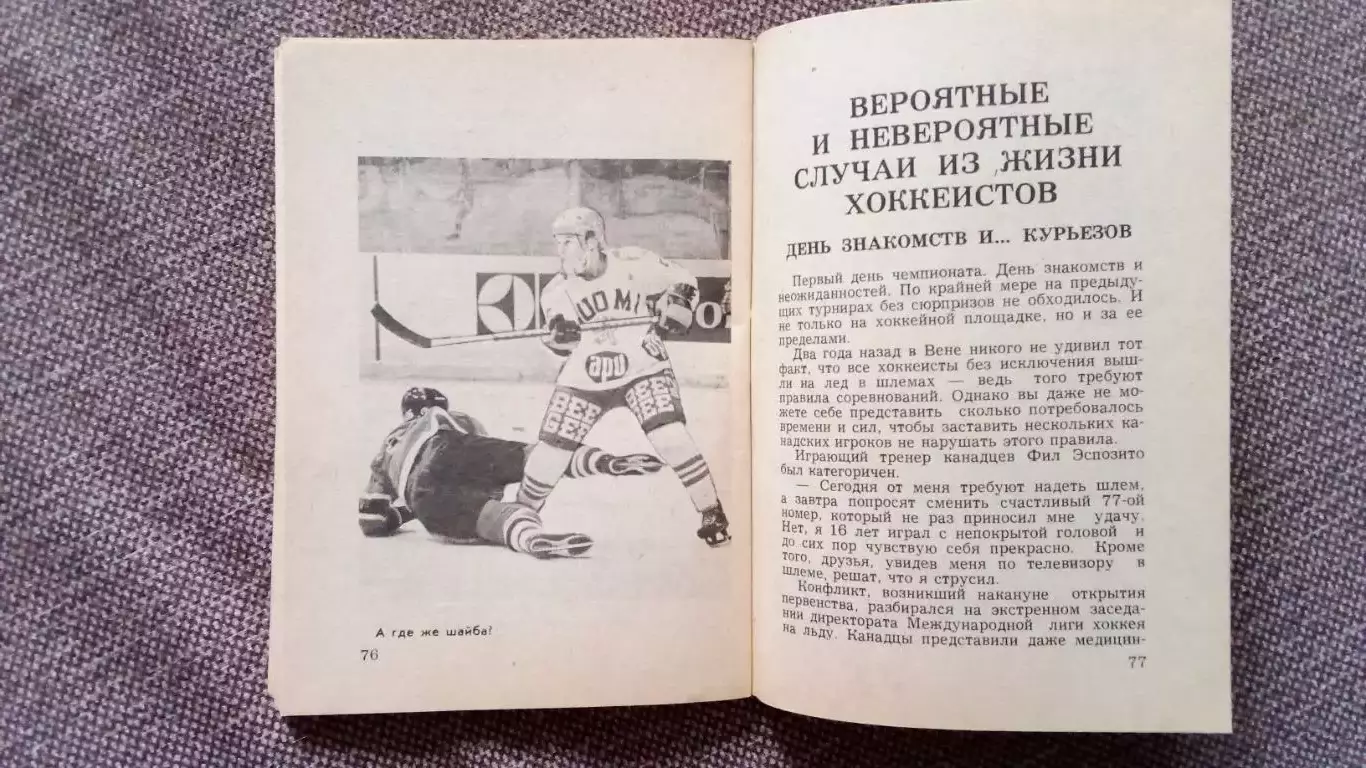 SUOMI
apu
А где же шайба?
76
ВЕРОЯТНЫЕ
И НЕВЕРОЯТНЫЕ
СЛУЧАИ ИЗ ЖИЗНИ
ХОККЕИСТОВ
ДЕНЬ ЗНАКОМСТВ И... КУРЬЕЗОВ
Первый день чемпионата. День знакомств и
неожиданностей. По крайней мере на предыду-
щих турнирах без сюрпризов не обходилось. И
не только на хоккейной площадке, но и за ее
пределами.
Два года назад в Вене никого не удивил тот
факт, что все хоккеисты без исключения выш-
ли на лед в шлемах — ведь того требуют
правила соревнований. Однако вы даже не мо-
жете себе представить сколько потребовалось
времени и сил, чтобы заставить нескольких ка-
надских игроков не нарушать этого правила.
Играющий тренер канадцев Фил Эспозито
был категоричен.
— Сегодня от меня требуют надеть шлем,
а завтра попросят сменить счастливый 77-ой
номер, который не раз приносил мне удачу.
Нет, я 16 лет играл с непокрытой головой и
до сих пор чувствую себя прекрасно. Кроме
того, друзья, увидев меня по телевизору в
шлеме, решат, что я струсил.
Конфликт, возникший накануне открытия
первенства, разбирался на экстренном заседа-
нии директората Международной лиги хоккея
на льду. Канадцы представили даже медицин-
77